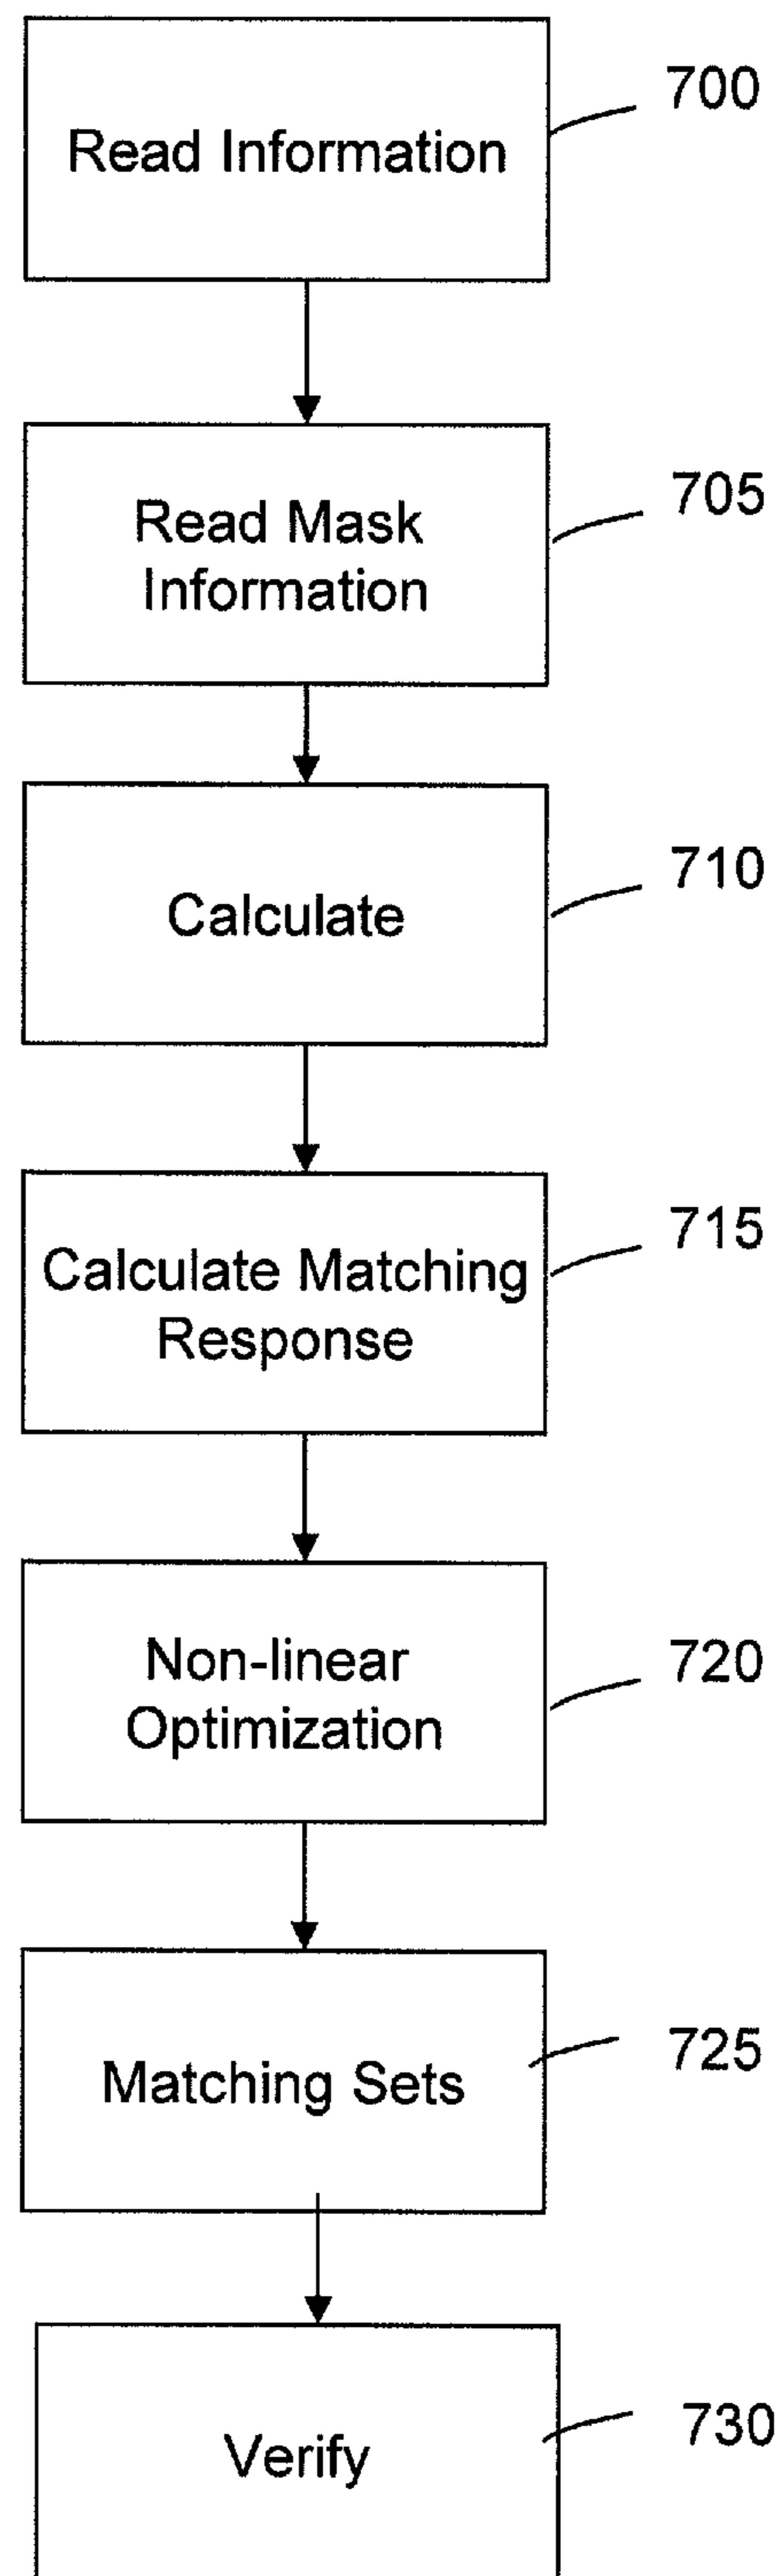 Read Information
700
Read Mask
Information
705
Calculate
710
Calculate Matching
Response
715
Non-linear
Optimization
720
Matching Sets
725
Verify
730